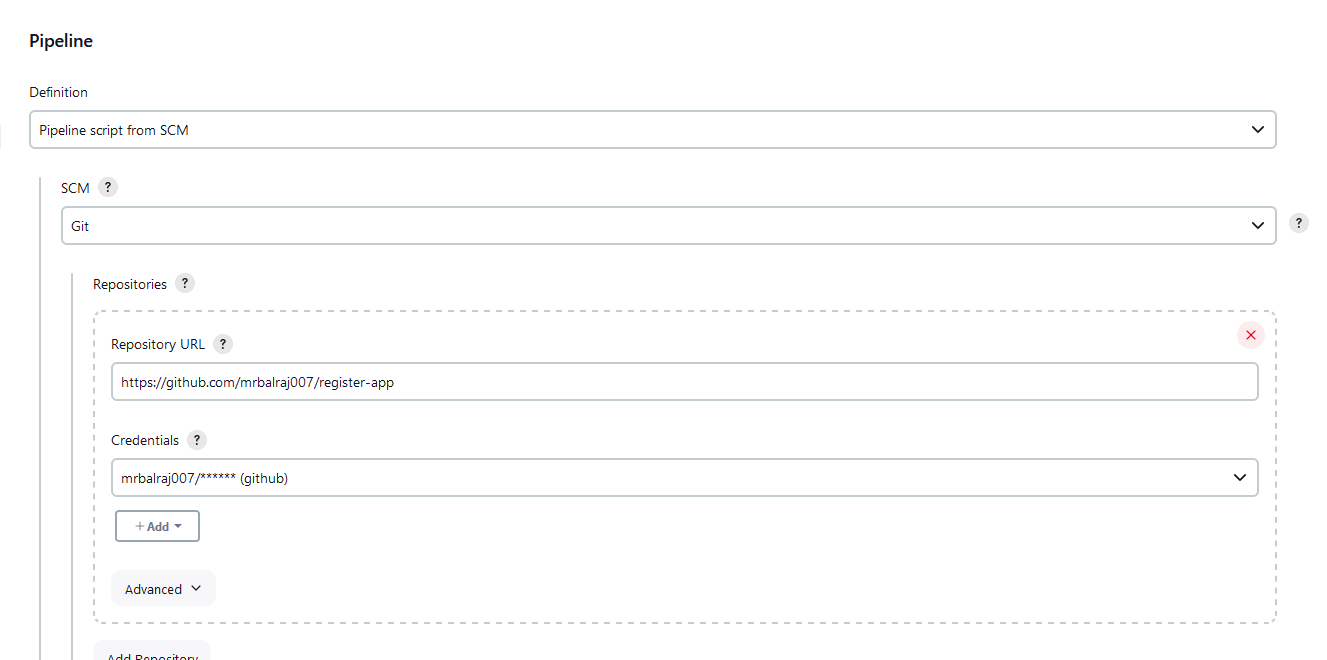 Pipeline
Definition
Pipeline script from SCM
SCM ?
Git
?
Repositories ?
Repository URL ?
https://github.com/mrbalraj007/register-app
Credentials ?
mrbalraj007/****** (github)
+ Add
Advanced
Add Repository